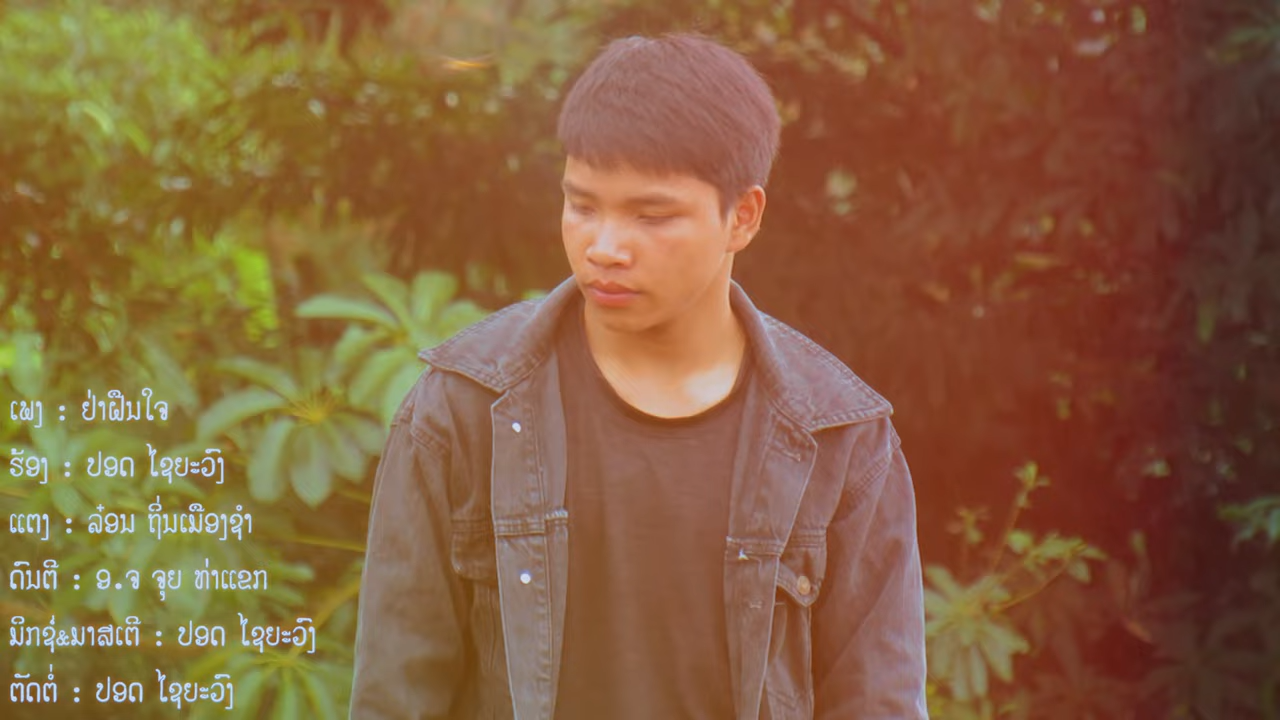 ເພງ : ຢ່າຝືນໃຈ
ຮ້ອງ : ປອດ ໄຊຍະວົງ
ແຕງ : ລ໋ອນ ຖິ່ນເມືອງຊຳ
ດົນຕີ : ອ.ຈ ຈຸຍ ທ່າແຂກ
ມິກຊ໌&ມາສເຕີ : ປອດ ໄຊຍະວົງ
ຕັດຕໍ່ : ປອດ ໄຊຍະວົງ